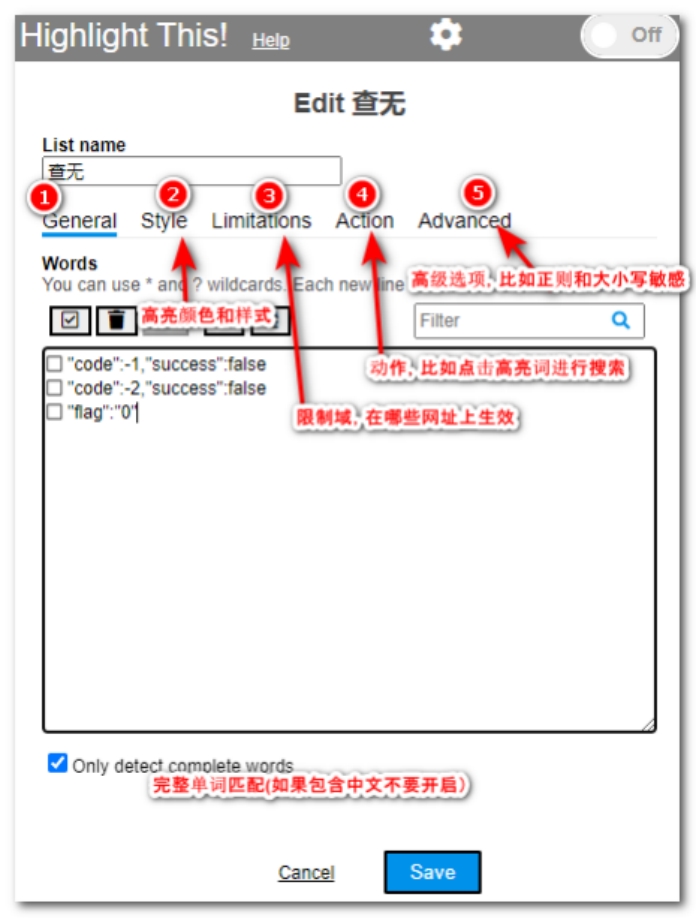 Highlight This! Help Off
Edit 查无
List name
查无
1 2 3 4 5
General Style Limitations Action Advanced
Words
You can use * and ? wildcards. Each new line
高级选项, 比如正则和大小写敏感
高亮颜色和样式
Filter
"code":-1,"success":false
动作, 比如点击高亮词进行搜索
"code":-2,"success":false
"flag":"0"
限制域, 在哪些网址上生效
Only detect complete words
完整单词匹配(如果包含中文不要开启)
Cancel Save